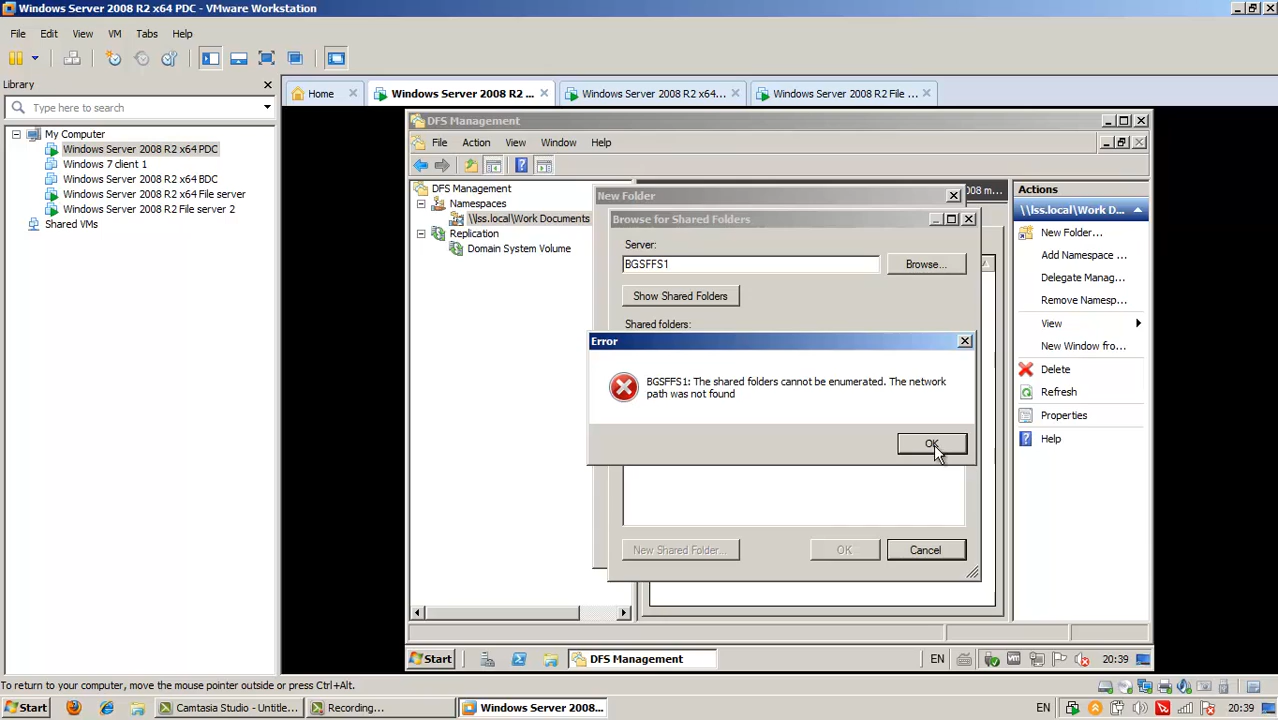 Windows Server 2008 R2 x64 PDC - VMware Workstation
File Edit View VM Tabs Help
Library
Type here to search
My Computer
Windows Server 2008 R2 x64 PDC
Windows 7 client 1
Windows Server 2008 R2 x64 BDC
Windows Server 2008 R2 x64 File server
Windows Server 2008 R2 File server 2
Shared VMs
Home
Windows Server 2008 R2 ...
Windows Server 2008 R2 x64...
Windows Server 2008 R2 File ...
DFS Management
File Action View Window Help
DFS Management
Namespaces
\\lss.local\Work Documents
Replication
Domain System Volume
008 m...
New Folder
Browse for Shared Folders
Server:
BGSFFS1
Browse...
Show Shared Folders
Shared folders:
Error
BGSFFS1: The shared folders cannot be enumerated. The network
path was not found
OK
New Shared Folder...
OK
Cancel
Actions
\\lss.local\Work D...
New Folder...
Add Namespace ...
Delegate Manag...
Remove Namesp...
View
New Window fro...
Delete
Refresh
Properties
Help
Start
DFS Management
EN
20:39
To return to your computer, move the mouse pointer outside or press Ctrl+Alt.
Start
Camtasia Studio - Untitle...
Recording...
Windows Server 2008...
EN
20:39